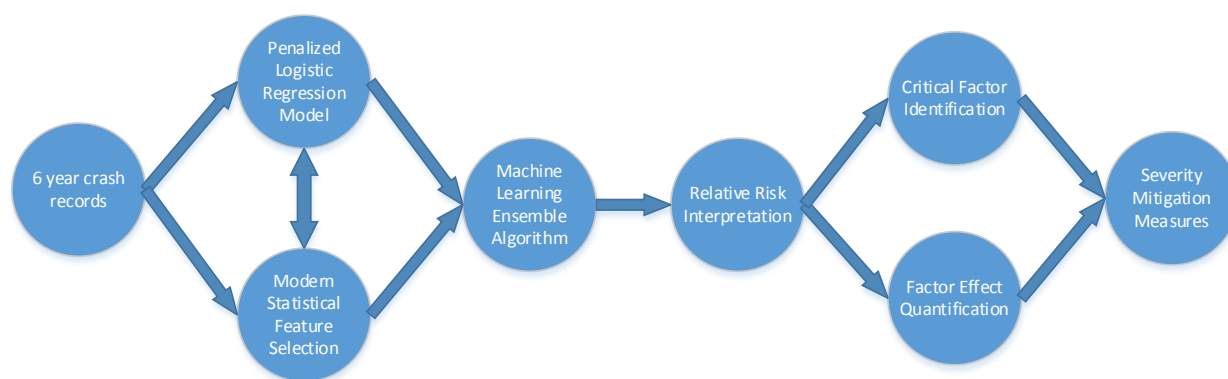 6 year crash
records
Penalized
Logistic
Regression
Model
Modern
Statistical
Feature
Selection
Machine
Learning
Ensemble
Algorithm
Relative Risk
Interpretation
Critical Factor
Identification
Factor Effect
Quantification
Severity
Mitigation
Measures